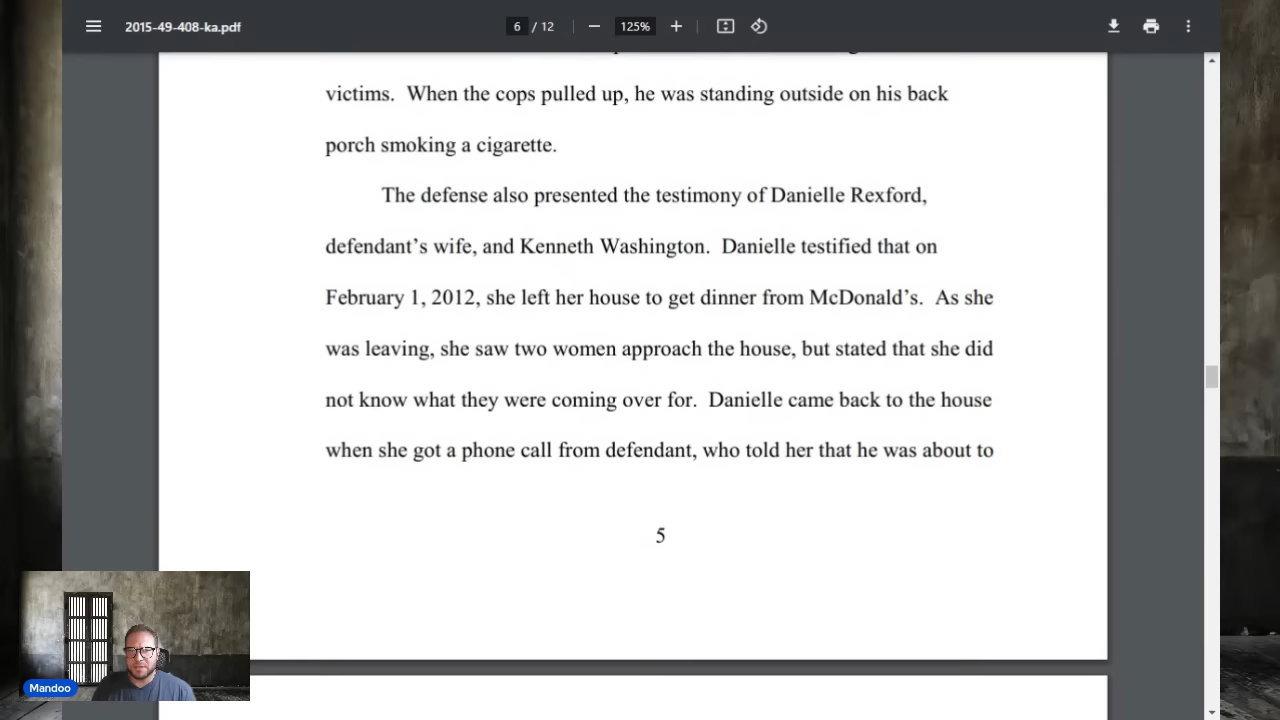 2015-49-408-ka.pdf
6 / 12
125%
victims. When the cops pulled up, he was standing outside on his back
porch smoking a cigarette.
The defense also presented the testimony of Danielle Rexford,
defendant’s wife, and Kenneth Washington. Danielle testified that on
February 1, 2012, she left her house to get dinner from McDonald’s. As she
was leaving, she saw two women approach the house, but stated that she did
not know what they were coming over for. Danielle came back to the house
when she got a phone call from defendant, who told her that he was about to
5
Mandoo